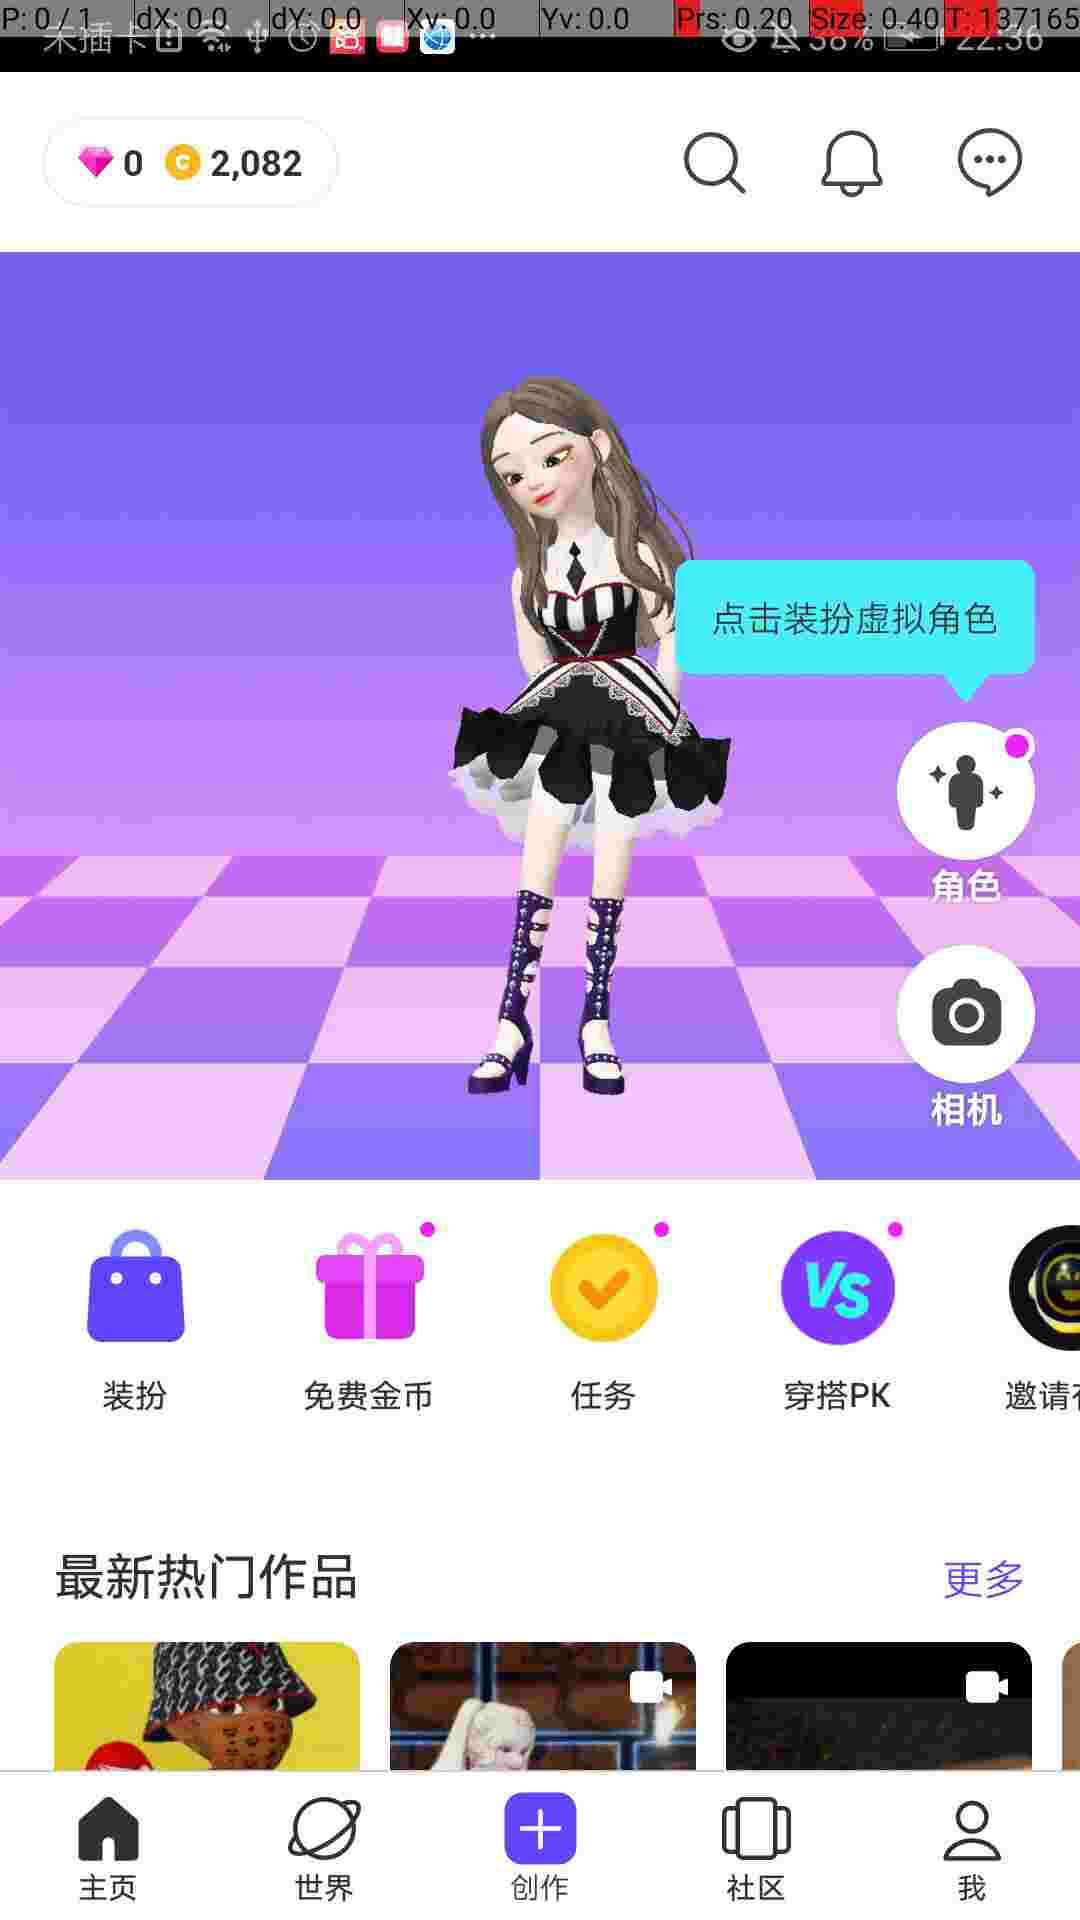 P: 0 / 1 dX: 0.0 dY: 0.0 Xv: 0.0 Yv: 0.0 Prs: 0.20 Size: 0.40 T: 137165
未插卡 38% 22:36
0 2,082
点击装扮虚拟角色
角色
相机
VS
装扮 免费金币 任务 穿搭PK 邀请
最新热门作品 更多
主页 世界 创作 社区 我